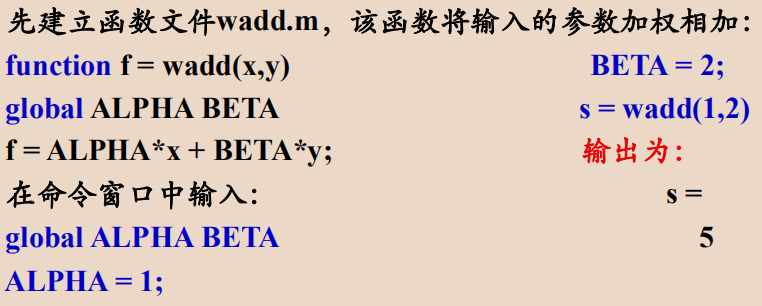 先建立函数文件wadd.m，该函数将输入的参数加权相加：
function f = wadd(x,y)
global ALPHA BETA
f = ALPHA*x + BETA*y;
在命令窗口中输入：
global ALPHA BETA
ALPHA = 1;
BETA = 2;
s = wadd(1,2)
输出为：
s =
5